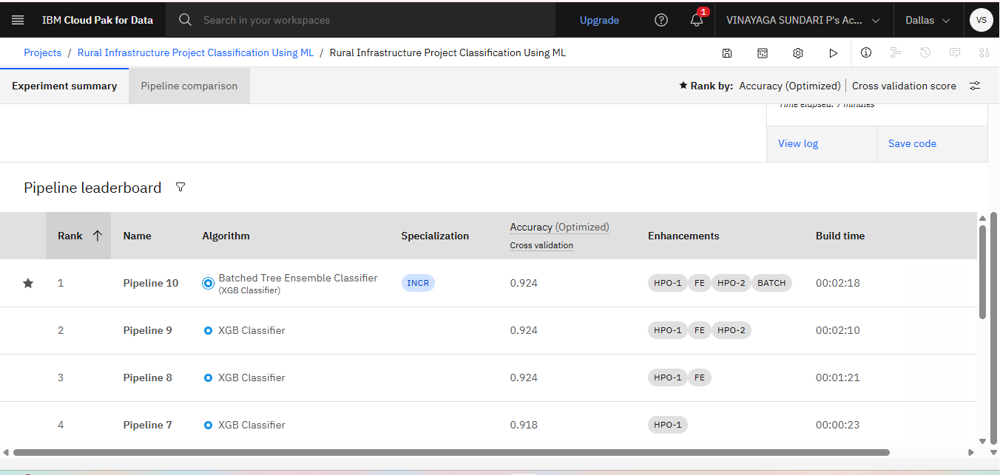 IBM Cloud Pak for Data Search in your workspaces Upgrade 1 VINAYAGA SUNDARI P's Ac... Dallas VS
Projects / Rural Infrastructure Project Classification Using ML / Rural Infrastructure Project Classification Using ML
Experiment summary Pipeline comparison Rank by: Accuracy (Optimized) Cross validation score
Time elapsed: 7 minutes
View log Save code
Pipeline leaderboard
Rank Name Algorithm Specialization Accuracy (Optimized) Cross validation Enhancements Build time
1 Pipeline 10 Batched Tree Ensemble Classifier (XGB Classifier) INCR 0.924 HPO-1 FE HPO-2 BATCH 00:02:18
2 Pipeline 9 XGB Classifier 0.924 HPO-1 FE HPO-2 00:02:10
3 Pipeline 8 XGB Classifier 0.924 HPO-1 FE 00:01:21
4 Pipeline 7 XGB Classifier 0.918 HPO-1 00:00:23